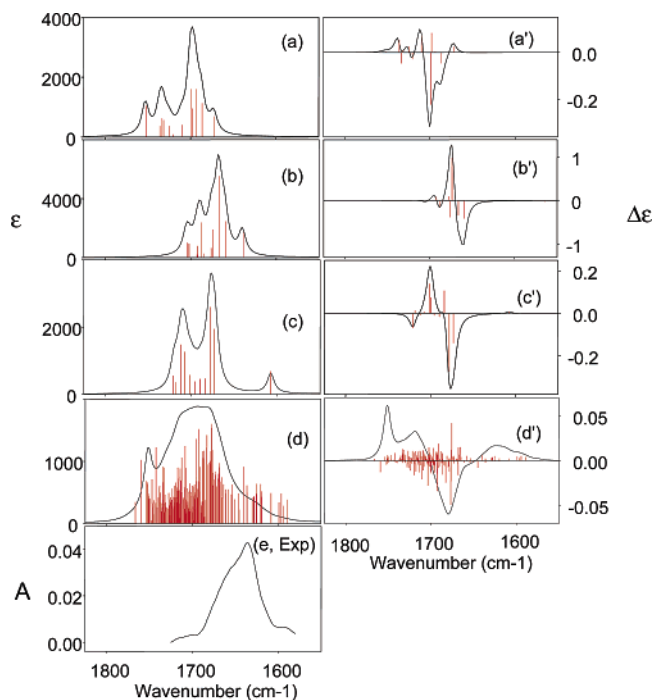 4000
2000
0
(a)
(a')
0.0
-0.2
4000
0
(b)
(b')
1
0
-1
ε
Δε
2000
0
(c)
(c')
0.2
0.0
-0.2
1000
0
(d)
(d')
0.05
0.00
-0.05
1800 1700 1600
Wavenumber (cm-1)
A
0.04
0.02
0.00
(e, Exp)
1800 1700 1600
Wavenumber (cm-1)